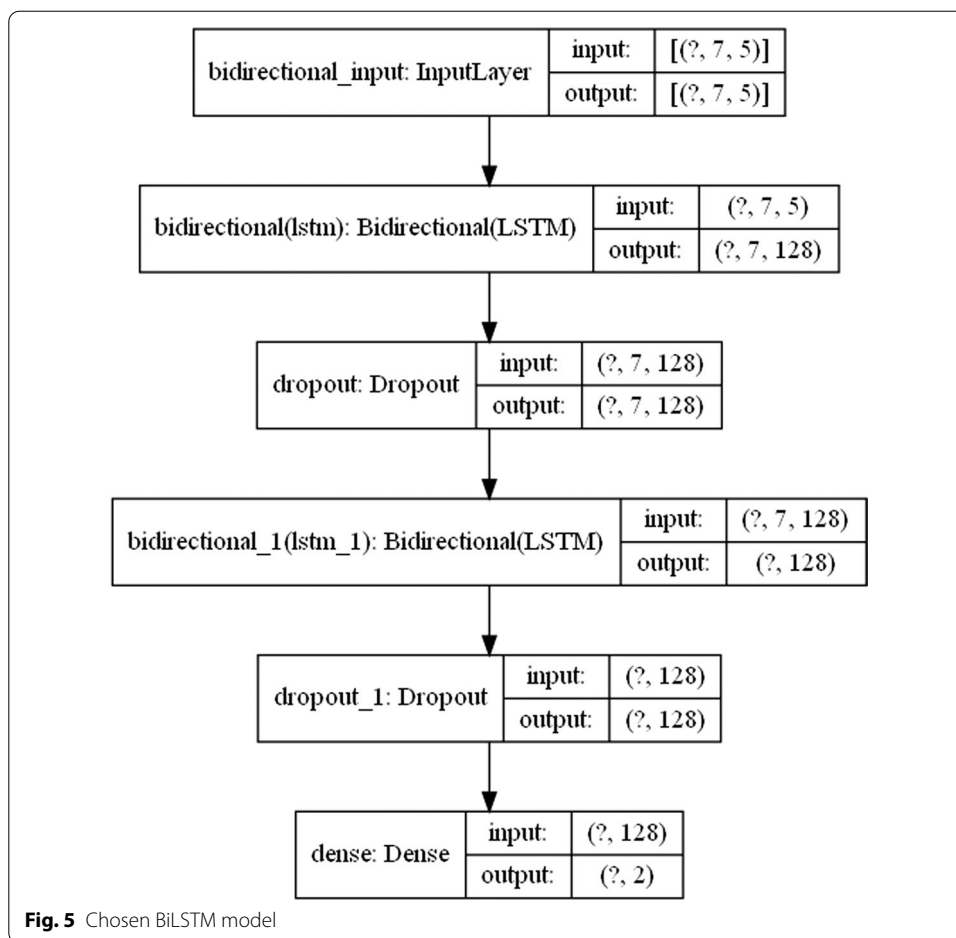 bidirectional_input: InputLayer
input: [(?, 7, 5)]
output: [(?, 7, 5)]
bidirectional(lstm): Bidirectional(LSTM)
input: (?, 7, 5)
output: (?, 7, 128)
dropout: Dropout
input: (?, 7, 128)
output: (?, 7, 128)
bidirectional_1(lstm_1): Bidirectional(LSTM)
input: (?, 7, 128)
output: (?, 128)
dropout_1: Dropout
input: (?, 128)
output: (?, 128)
dense: Dense
input: (?, 128)
output: (?, 2)
Fig. 5 Chosen BiLSTM model